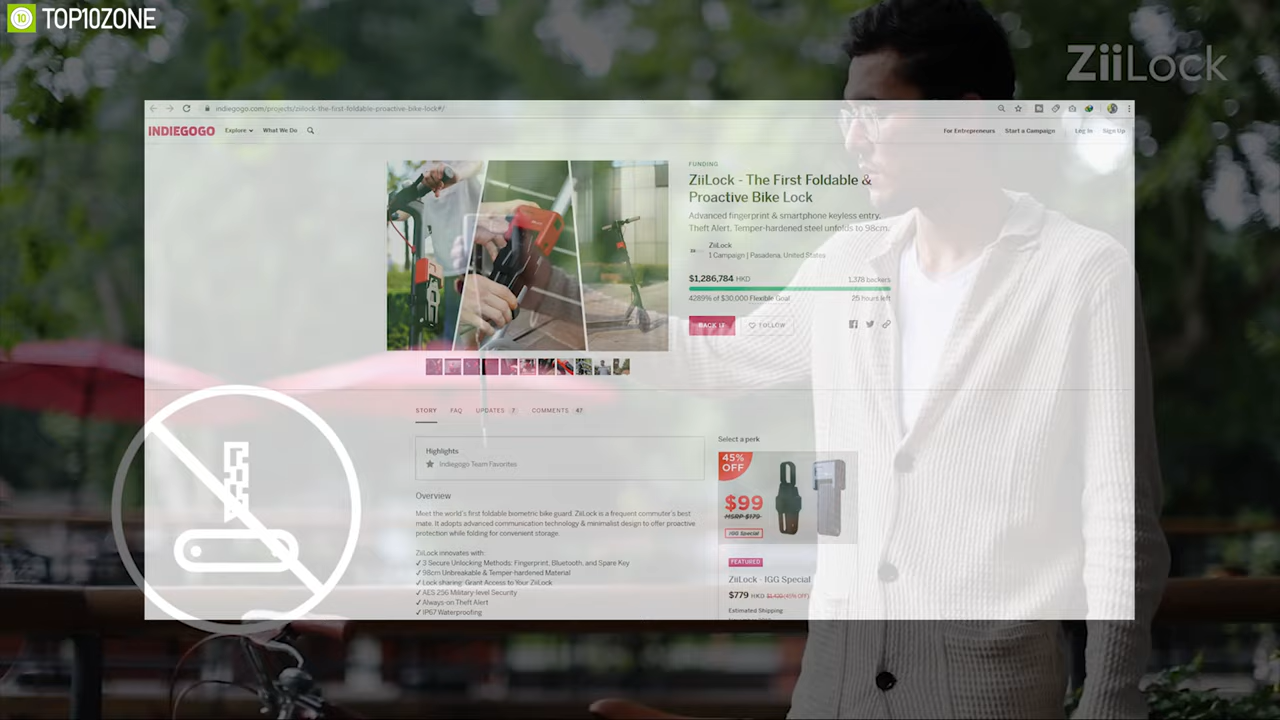 10 TOP10ZONE
ZiiLock
indiegogo.com/projects/ziilock-the-first-foldable-proactive-bike-lock#/
INDIEGOGO Explore What We Do For Entrepreneurs Start a Campaign Log In Sign Up
FUNDING
ZiiLock - The First Foldable &
Proactive Bike Lock
Advanced fingerprint & smartphone keyless entry,
Theft Alert, Temper-hardened steel unfolds to 98cm.
ZiiLock
1 Campaign | Pasadena, United States
$1,286,784 HKD 1,378 backers
4289% of $30,000 Flexible Goal 25 hours left
BACK IT FOLLOW
STORY FAQ UPDATES 7 COMMENTS 47
Highlights
Indiegogo Team Favorites
Overview
Meet the world's first foldable biometric bike guard. ZiiLock is a frequent commuter's best
mate. It adopts advanced communication technology & minimalist design to offer proactive
protection while folding for convenient storage.
ZiiLock innovates with:
✓ 3 Secure Unlocking Methods: Fingerprint, Bluetooth, and Spare Key
✓ 98cm Unbreakable & Temper-hardened Material
✓ Lock sharing: Grant Access to Your ZiiLock
✓ AES 256 Military-level Security
✓ Always-on Theft Alert
✓ IP67 Waterproofing
Select a perk
45%
OFF
$99
MSRP $179
IGG Special
FEATURED
ZiiLock - IGG Special
$779 HKD $1,409 (45% OFF)
Estimated Shipping